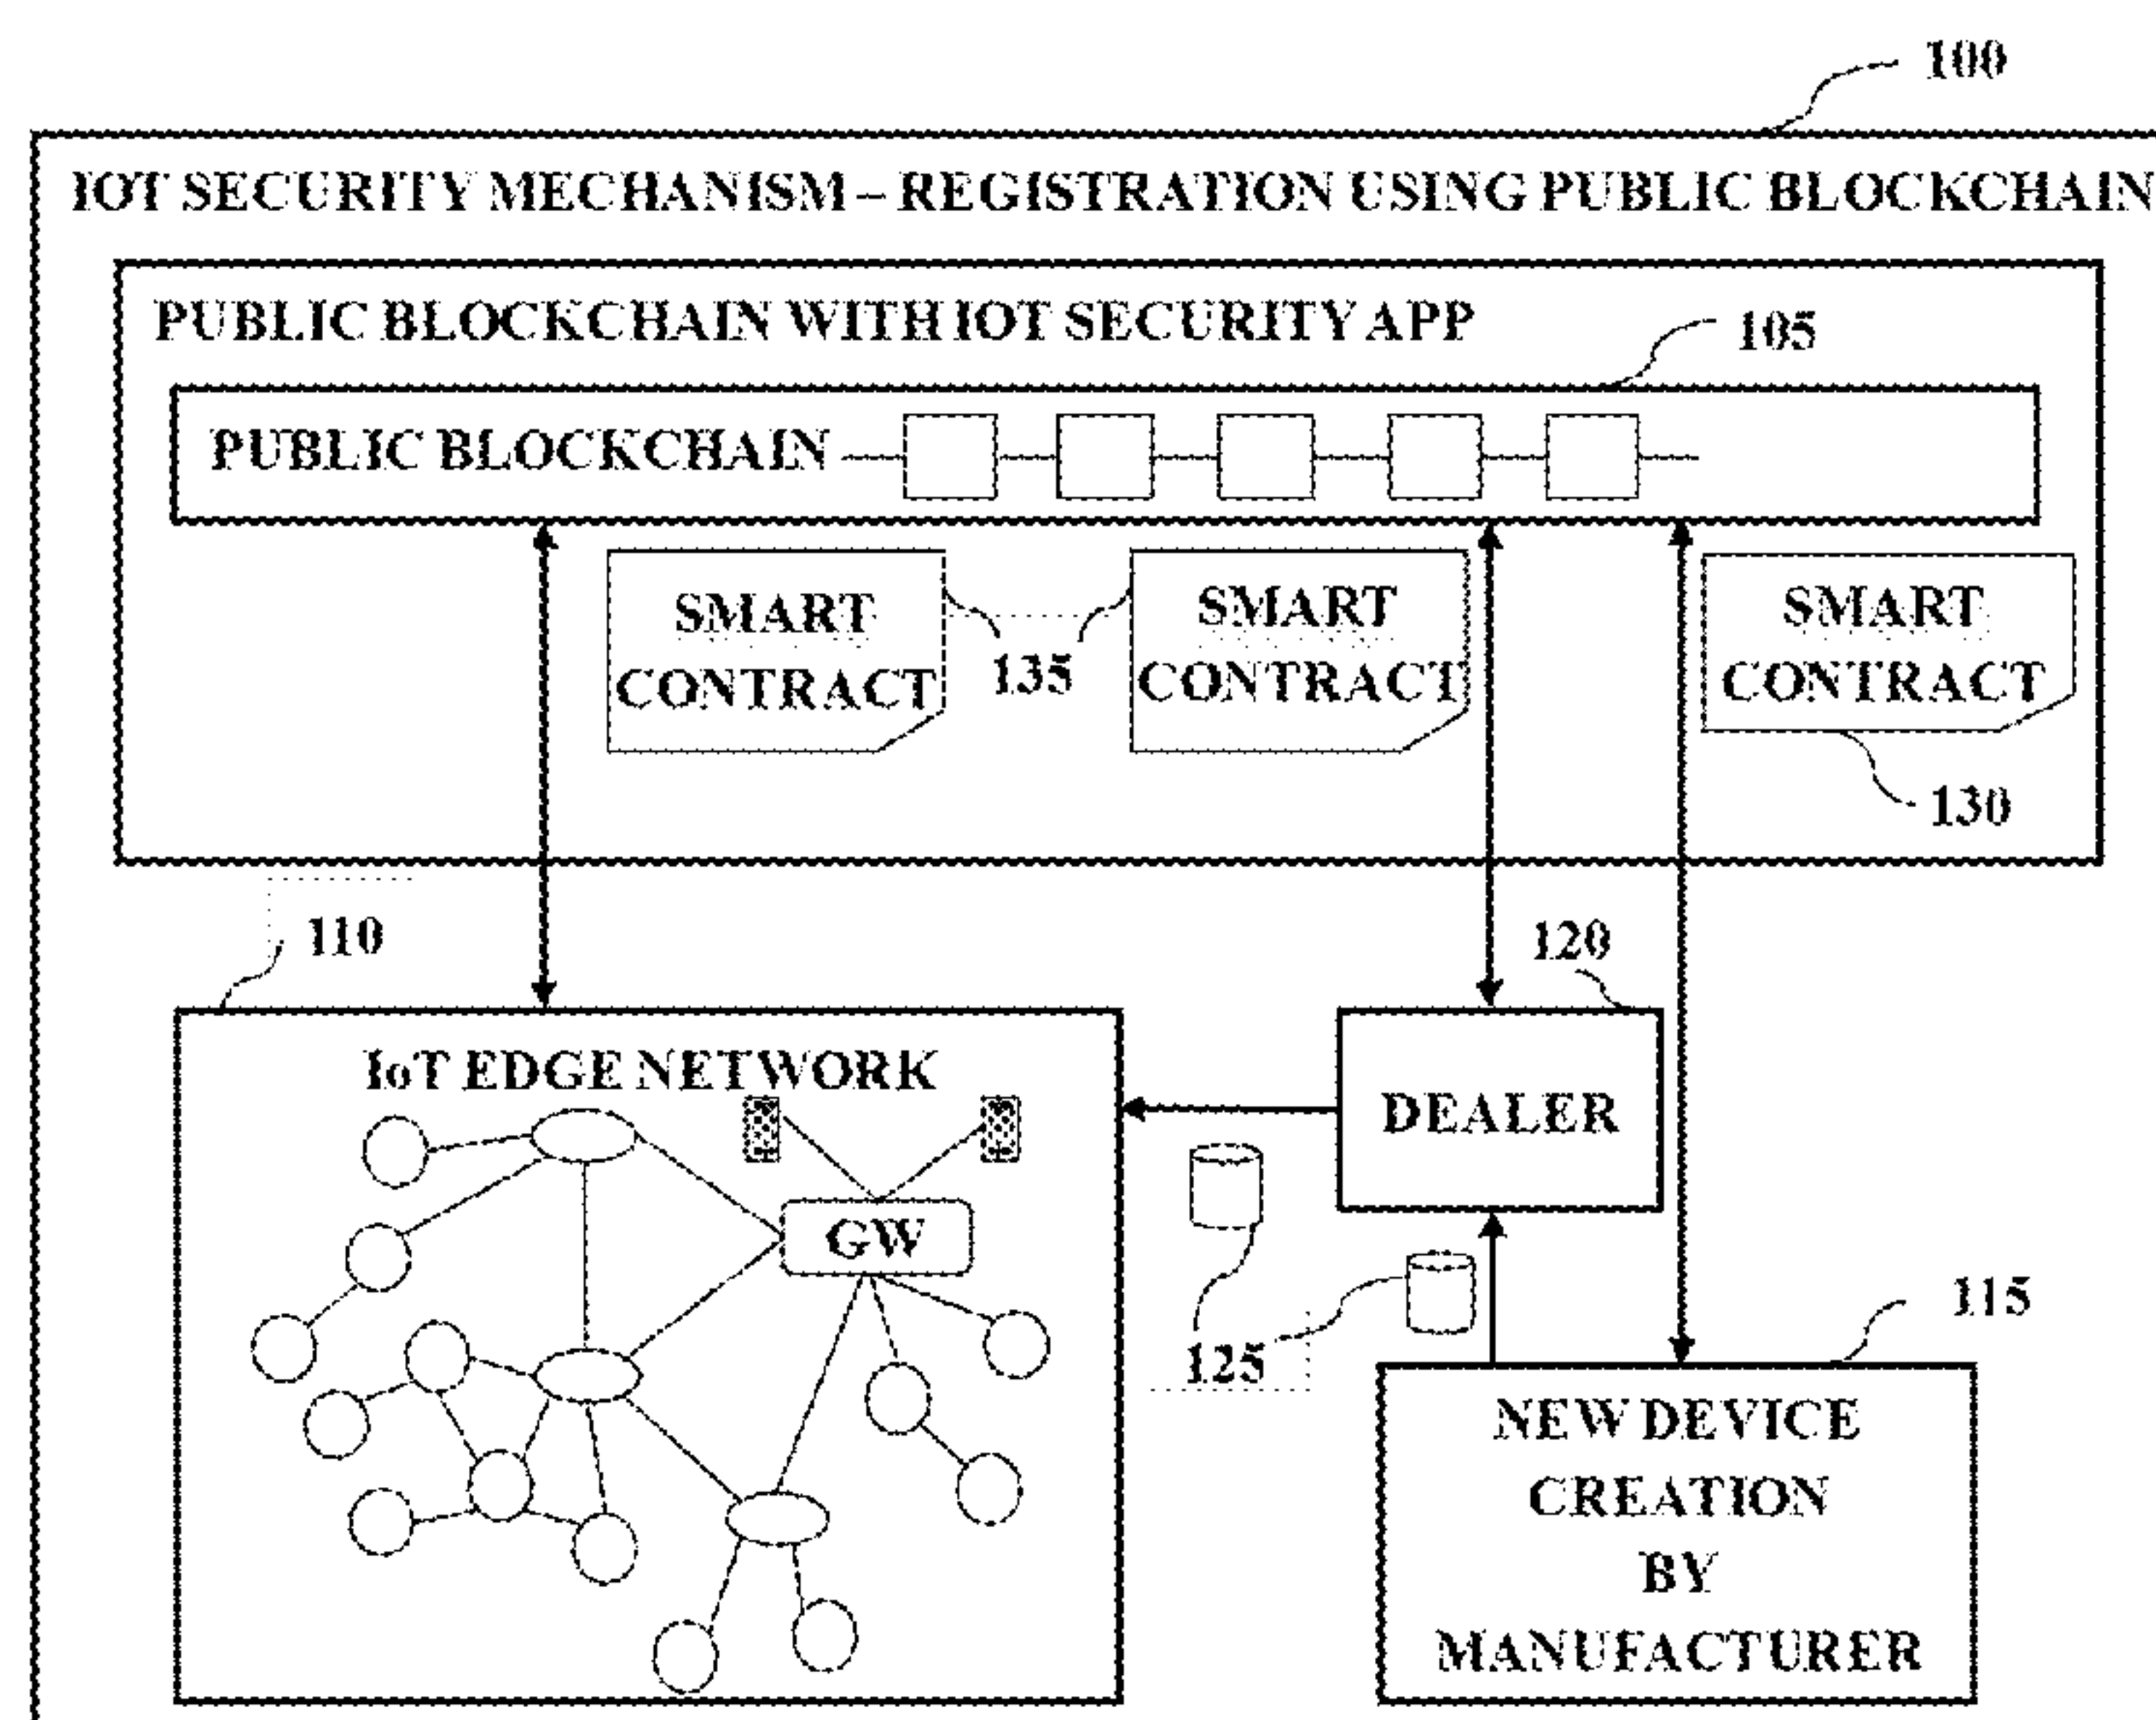 100
IOT SECURITY MECHANISM – REGISTRATION USING PUBLIC BLOCKCHAIN
PUBLIC BLOCKCHAIN WITH IOT SECURITY APP
105
PUBLIC BLOCKCHAIN
SMART
CONTRACT
135
SMART
CONTRACT
SMART
CONTRACT
130
110
120
IoT EDGE NETWORK
DEALER
GW
125
115
NEW DEVICE
CREATION
BY
MANUFACTURER